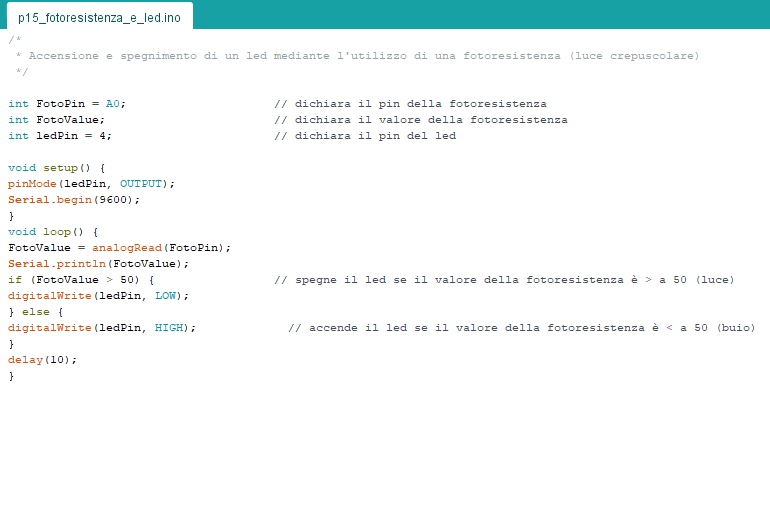 p15_fotoresistenza_e_led.ino
/*
* Accensione e spegnimento di un led mediante l'utilizzo di una fotoresistenza (luce crepuscolare)
*/
int FotoPin = A0; // dichiara il pin della fotoresistenza
int FotoValue; // dichiara il valore della fotoresistenza
int ledPin = 4; // dichiara il pin del led
void setup() {
pinMode(ledPin, OUTPUT);
Serial.begin(9600);
}
void loop() {
FotoValue = analogRead(FotoPin);
Serial.println(FotoValue);
if (FotoValue > 50) { // spegne il led se il valore della fotoresistenza è > a 50 (luce)
digitalWrite(ledPin, LOW);
} else {
digitalWrite(ledPin, HIGH); // accende il led se il valore della fotoresistenza è < a 50 (buio)
}
delay(10);
}